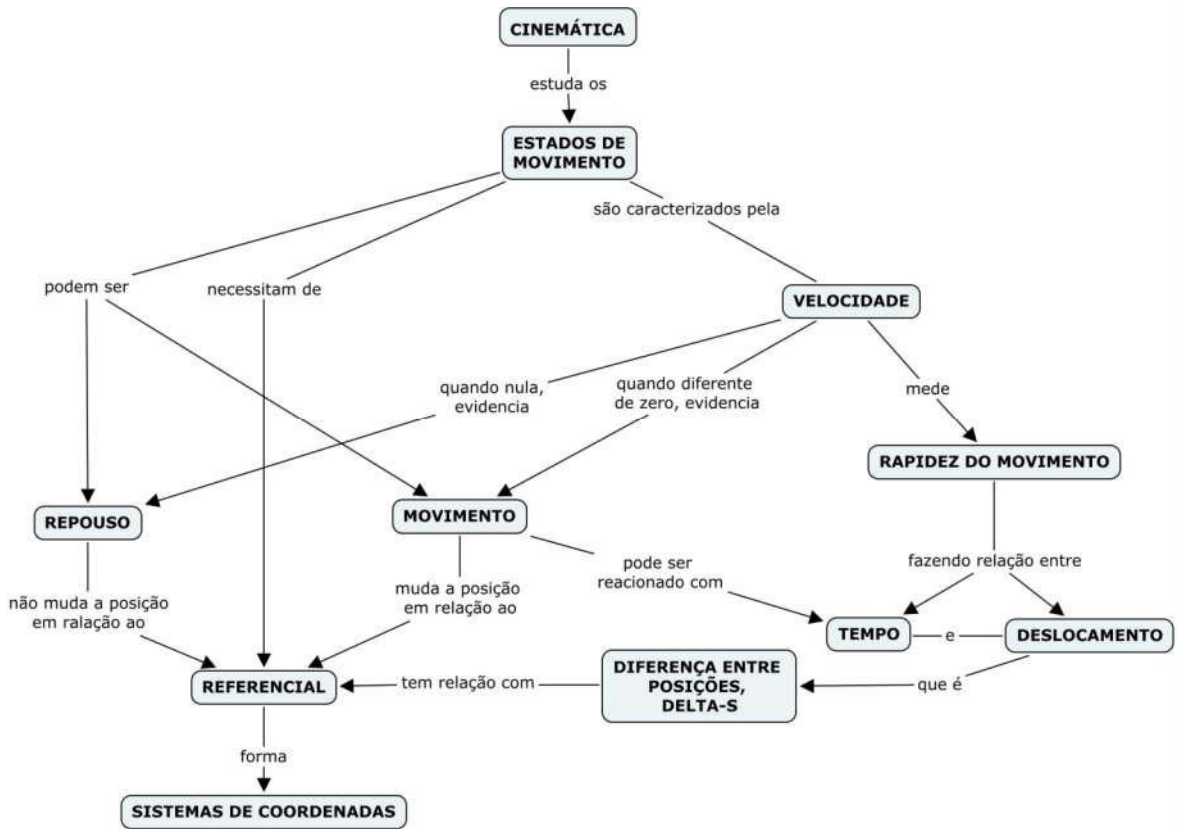 CINEMÁTICA
estuda os
ESTADOS DE
MOVIMENTO
são caracterizados pela
podem ser
necessitam de
VELOCIDADE
quando nula,
evidencia
quando diferente
de zero, evidencia
mede
RAPIDEZ DO MOVIMENTO
REPOUSO
MOVIMENTO
pode ser
reacionado com
fazendo relação entre
não muda a posição
em ralação ao
muda a posição
em relação ao
TEMPO
e
DESLOCAMENTO
REFERENCIAL
tem relação com
DIFERENÇA ENTRE
POSIÇÕES,
DELTA-S
que é
forma
SISTEMAS DE COORDENADAS